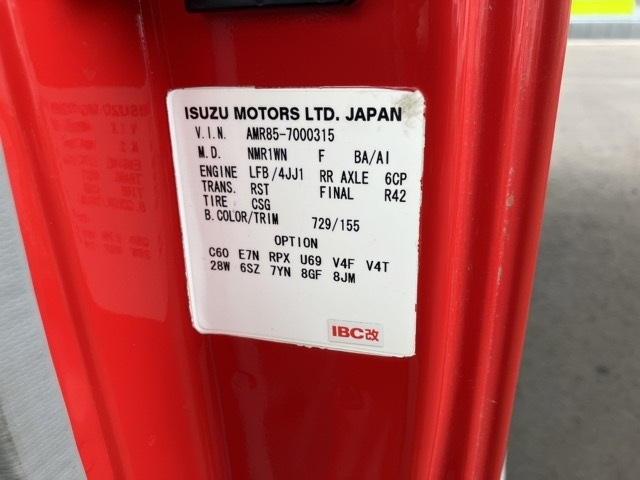 ISUZU MOTORS LTD. JAPAN
V.I.N. AMR85-7000315
M.D. NMR1WN F BA/AI
ENGINE LFB/4JJ1 RR AXLE 6CP
TRANS. RST FINAL R42
TIRE CSG
B.COLOR/TRIM 729/155
OPTION
C60 E7N RPX U69 V4F V4T
28W 6SZ 7YN 8GF 8JM
IBC改